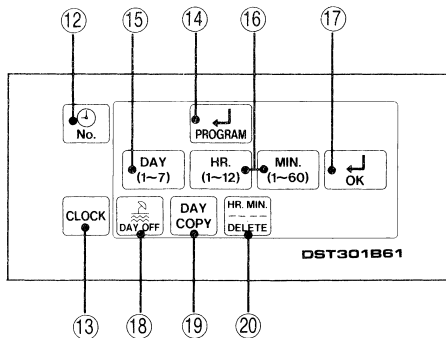 ⑫ ⑮ ⑭ ⑯ ⑰
No.
PROGRAM
DAY
(1~7)
HR.
(1~12)
MIN.
(1~60)
OK
CLOCK
DAY OFF
DAY
COPY
HR. MIN.
DELETE
DST301B61
⑬ ⑱ ⑲ ⑳